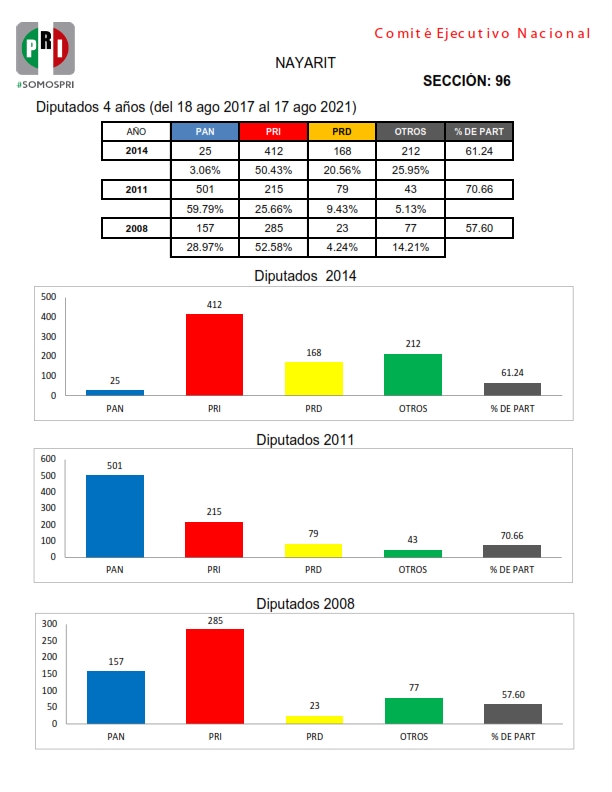 Comité Ejecutivo Nacional
PRI
#SOMOSPRI
NAYARIT
SECCIÓN: 96
Diputados 4 años (del 18 ago 2017 al 17 ago 2021)
AÑO PAN PRI PRD OTROS % DE PART
2014 25 412 168 212 61.24
3.06% 50.43% 20.56% 25.95%
2011 501 215 79 43 70.66
59.79% 25.66% 9.43% 5.13%
2008 157 285 23 77 57.60
28.97% 52.58% 4.24% 14.21%
Diputados 2014
500
400
300
200
100
0
25 412 168 212 61.24
PAN PRI PRD OTROS % DE PART
Diputados 2011
600
500
400
300
200
100
0
501 215 79 43 70.66
PAN PRI PRD OTROS % DE PART
Diputados 2008
300
250
200
150
100
50
0
157 285 23 77 57.60
PAN PRI PRD OTROS % DE PART